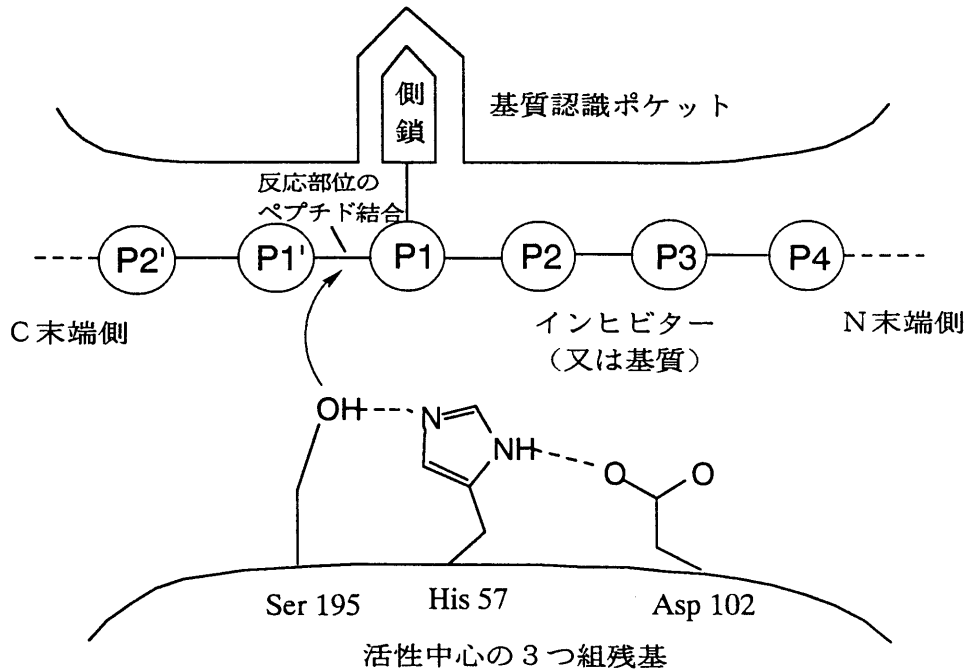 側
鎖
基質認識ポケット
反応部位の
ペプチド結合
P2' P1' P1 P2 P3 P4
C末端側
インヒビター
(又は基質)
N末端側
OH N NH O O
Ser 195 His 57 Asp 102
活性中心の3つ組残基